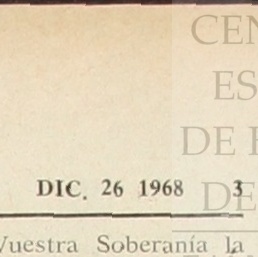 CEN
ES
DE
DE
DIC. 26 1968 3
Vuestra Soberanía la